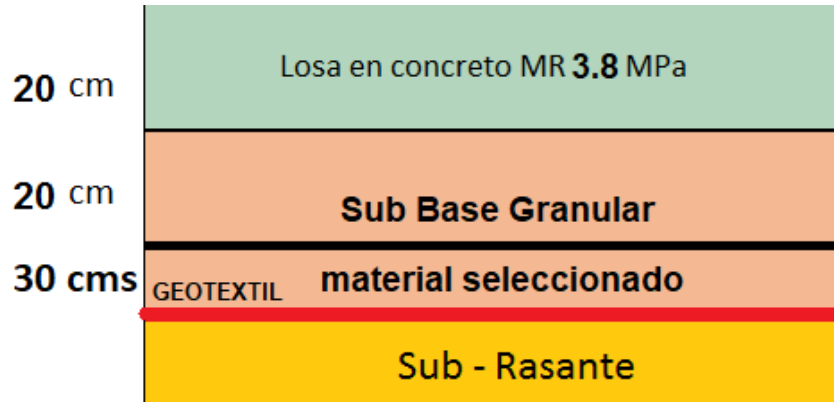 20 cm
Losa en concreto MR 3.8 MPa
20 cm
Sub Base Granular
30 cms
GEOTEXTIL
material seleccionado
Sub - Rasante